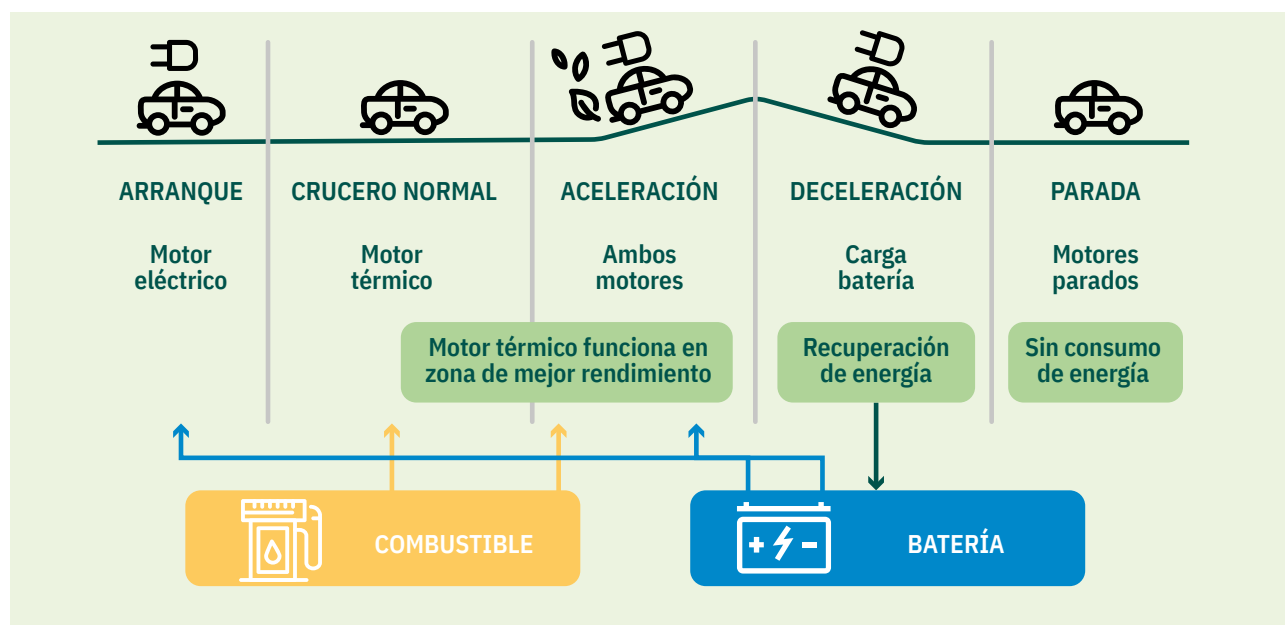 ARRANQUE
Motor
eléctrico
CRUCERO NORMAL
Motor
térmico
ACELERACIÓN
Ambos
motores
DECELERACIÓN
Carga
batería
PARADA
Motores
parados
Motor térmico funciona en
zona de mejor rendimiento
Recuperación
de energía
Sin consumo
de energía
COMBUSTIBLE
BATERÍA